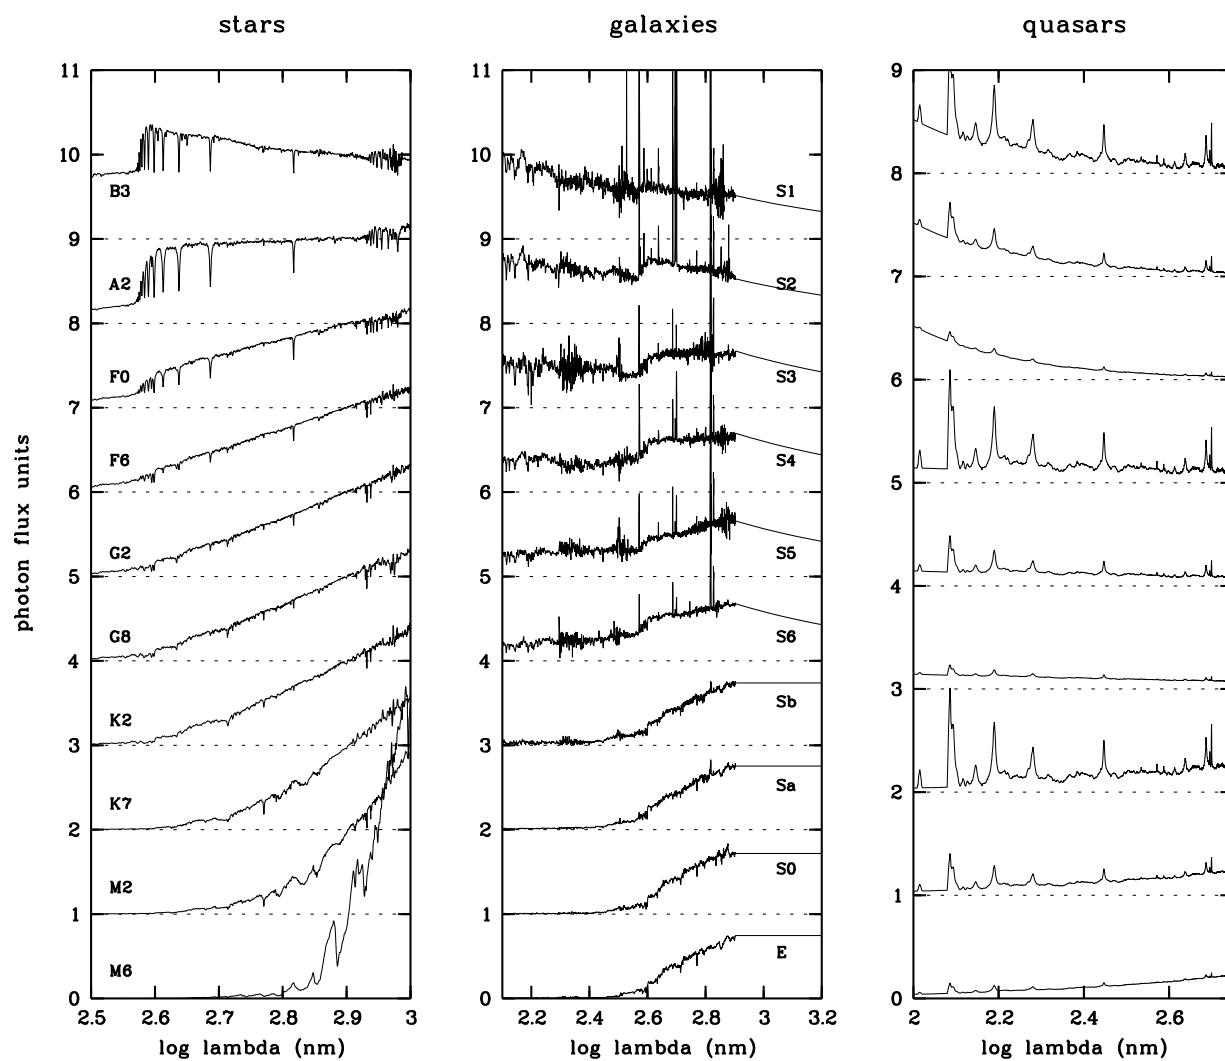 stars galaxies quasars
11 11 9
10 10 8
9 9 7
8 8 6
7 7 5
6 6 4
5 5 3
4 4 2
3 3 1
2 2 0
1 1
0 0
B3
A2
F0
F6
G2
G8
K2
K7
M2
M6
S1
S2
S3
S4
S5
S6
Sb
Sa
S0
E
photon flux units
2.5 2.6 2.7 2.8 2.9 3 2.2 2.4 2.6 2.8 3 3.2 2 2.2 2.4 2.6
log lambda (nm) log lambda (nm) log lambda (nm)